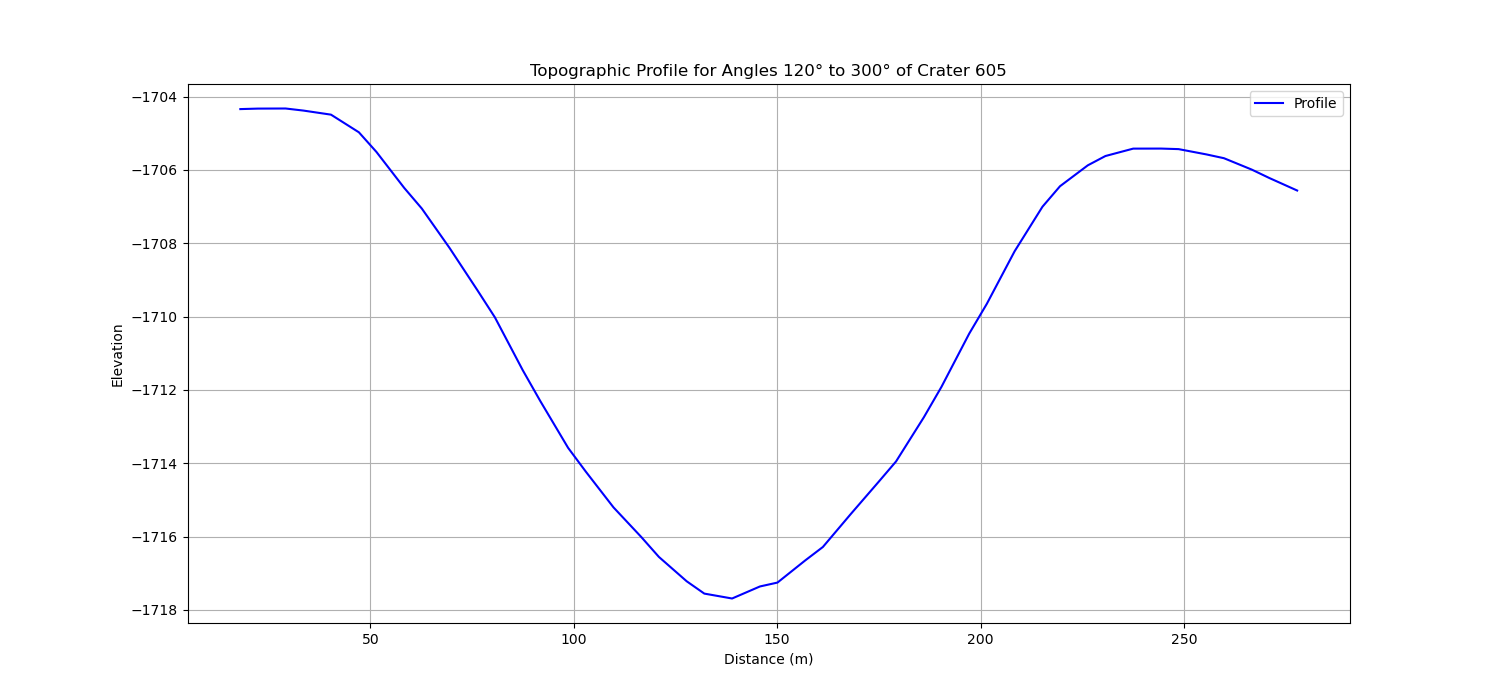 Topographic Profile for Angles 120° to 300° of Crater 605
Profile
−1704
−1706
−1708
−1710
−1712
−1714
−1716
−1718
Elevation
50 100 150 200 250
Distance (m)